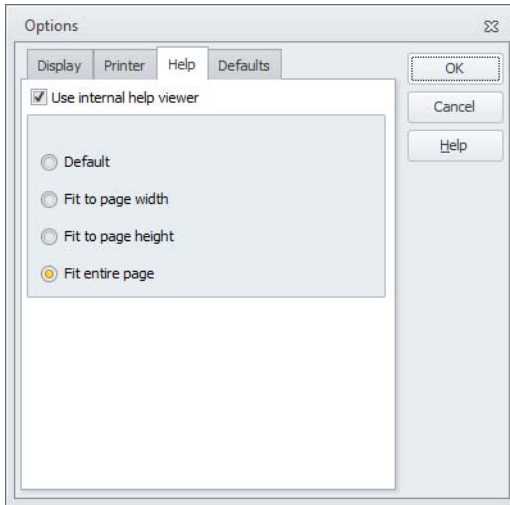 Options
Display Printer Help Defaults
OK
Use internal help viewer
Cancel
Help
Default
Fit to page width
Fit to page height
Fit entire page